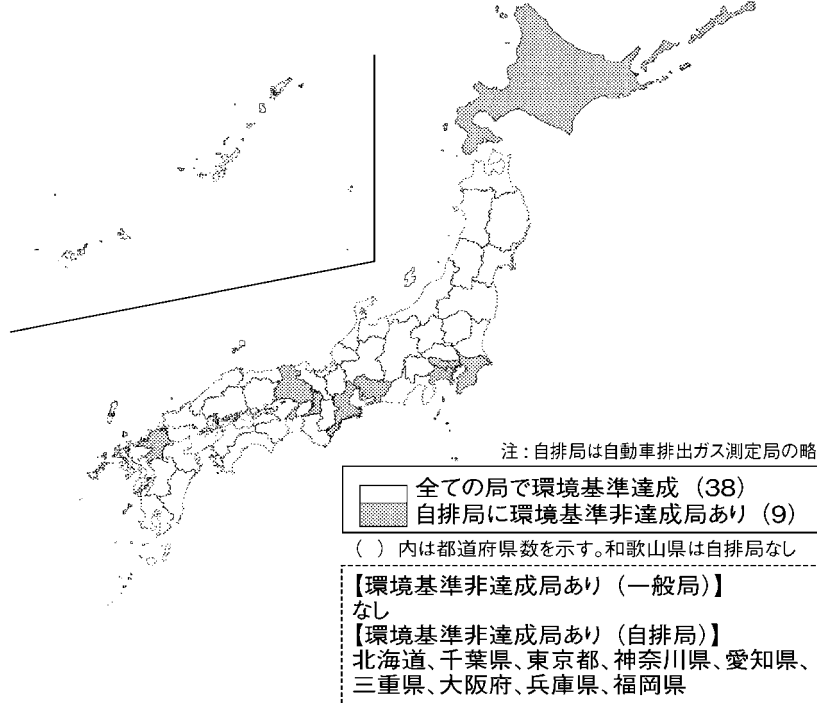 注：自排局は自動車排出ガス測定局の略
全ての局で環境基準達成（38）
自排局に環境基準非達成局あり（9）
（ ）内は都道府県数を示す。和歌山県は自排局なし
【環境基準非達成局あり（一般局）】
なし
【環境基準非達成局あり（自排局）】
北海道、千葉県、東京都、神奈川県、愛知県、
三重県、大阪府、兵庫県、福岡県